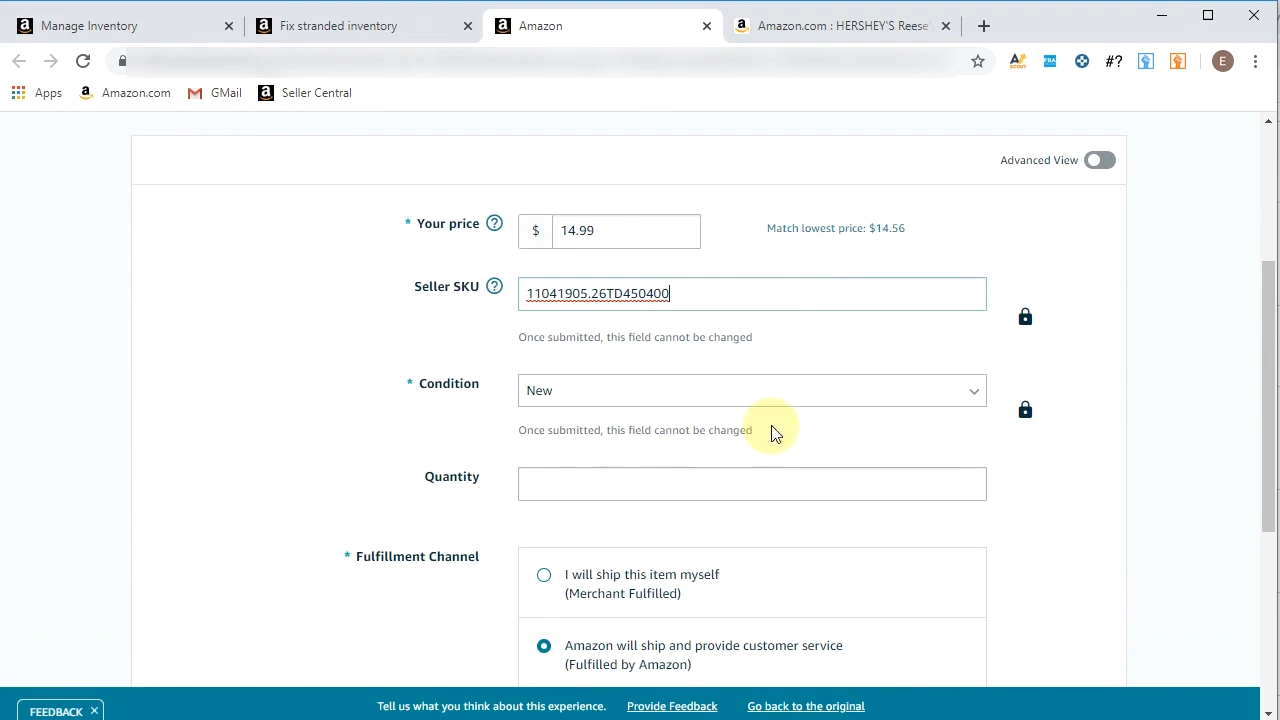 Manage Inventory
Fix stranded inventory
Amazon
Amazon.com : HERSHEY'S Reese'
#?
E
Apps
Amazon.com
GMail
Seller Central
Advanced View
* Your price
$ 14.99
Match lowest price: $14.56
Seller SKU
11041905.26TD450400
Once submitted, this field cannot be changed
* Condition
New
Once submitted, this field cannot be changed
Quantity
* Fulfillment Channel
I will ship this item myself
(Merchant Fulfilled)
Amazon will ship and provide customer service
(Fulfilled by Amazon)
FEEDBACK
Tell us what you think about this experience. Provide Feedback Go back to the original